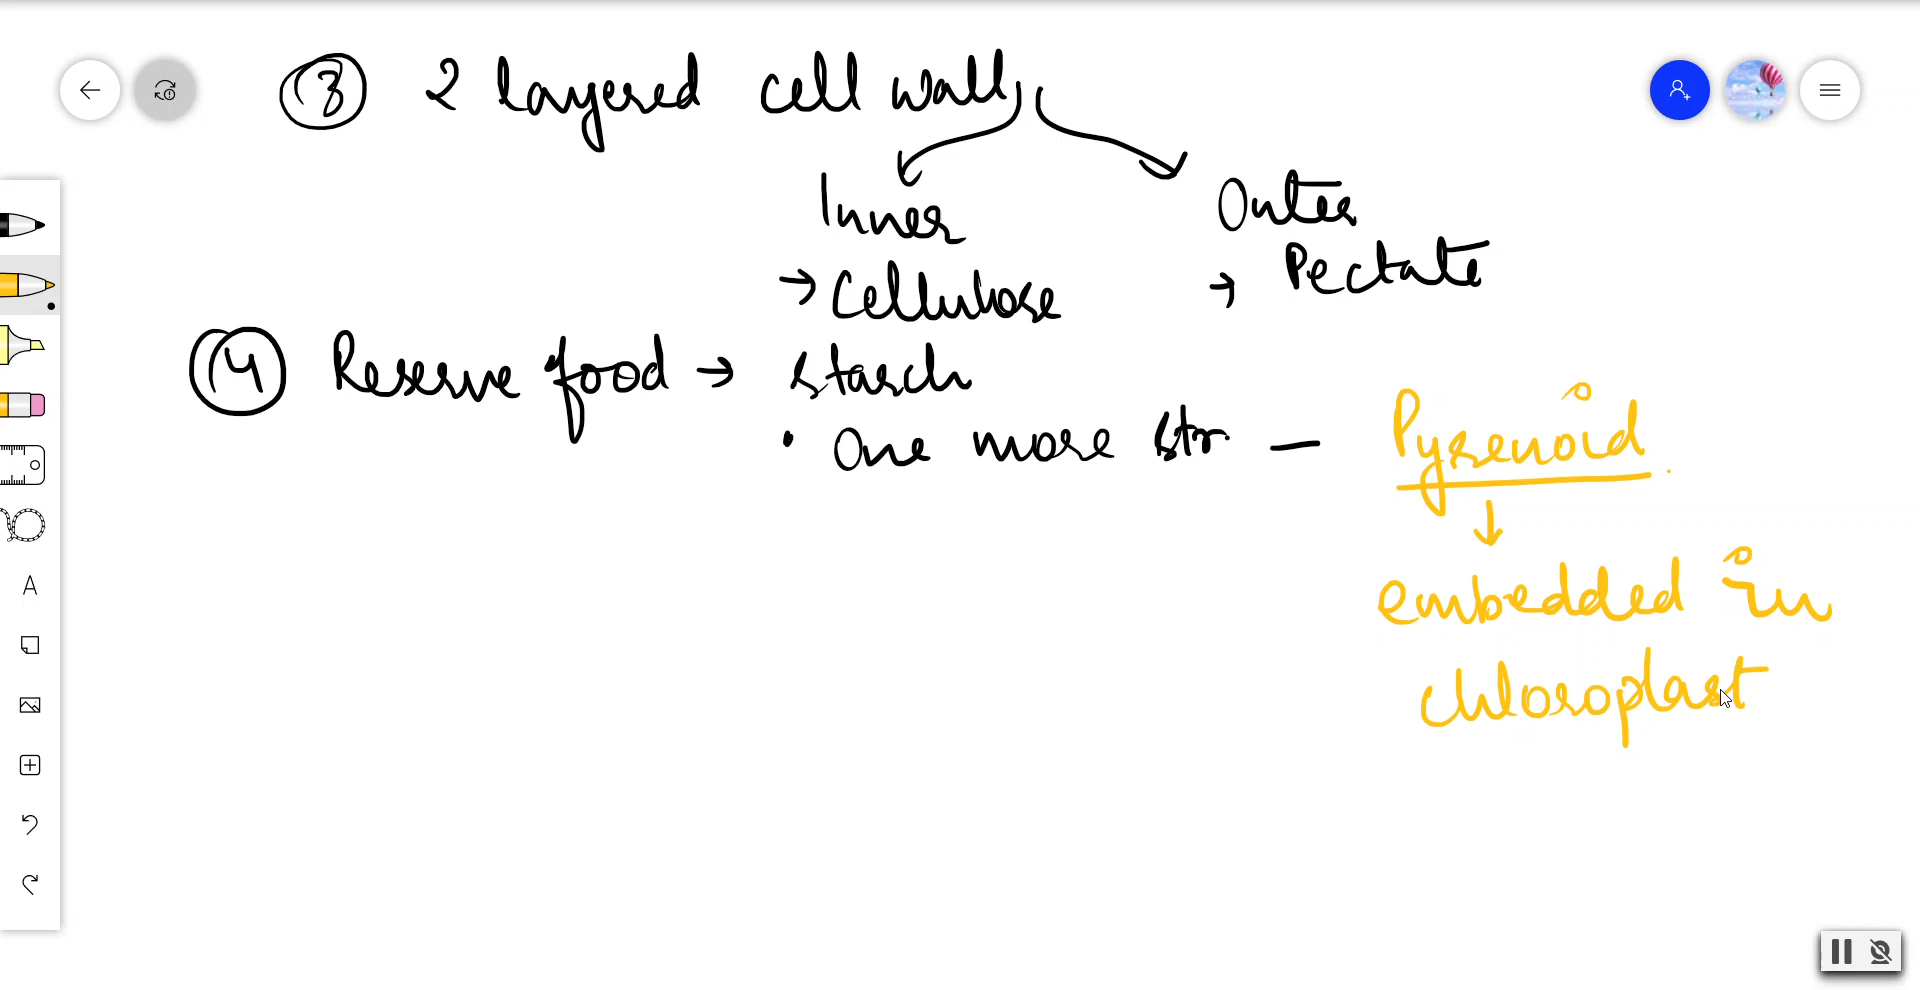 ③ 2 layered cell wall
Inner
Outer
→ Cellulose
→ Pectate
④ Reserve food → starch
• One more str. — Pyrenoid
↓
embedded in
chloroplast
A